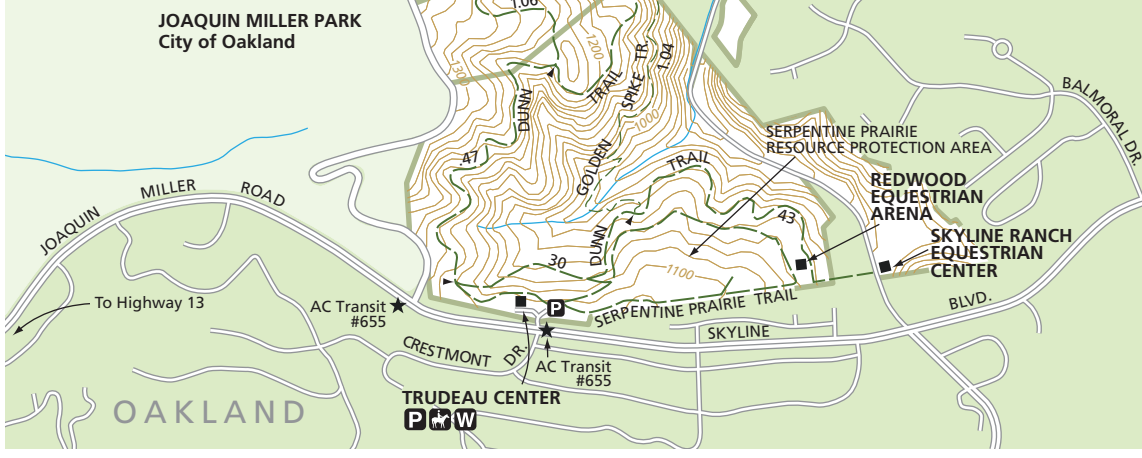 JOAQUIN MILLER PARK
City of Oakland
1.06
1200
1300
DUNN
TRAIL
SPIKE TR.
1.04
GOLDEN
1000
.47
SERPENTINE PRAIRIE
RESOURCE PROTECTION AREA
BALMORAL DR.
TRAIL
REDWOOD
EQUESTRIAN
ARENA
JOAQUIN MILLER ROAD
.43
DUNN
SKYLINE RANCH
EQUESTRIAN
CENTER
.30
1100
To Highway 13
AC Transit
#655
P
SERPENTINE PRAIRIE TRAIL
SKYLINE BLVD.
CRESTMONT DR.
AC Transit
#655
TRUDEAU CENTER
P W
OAKLAND